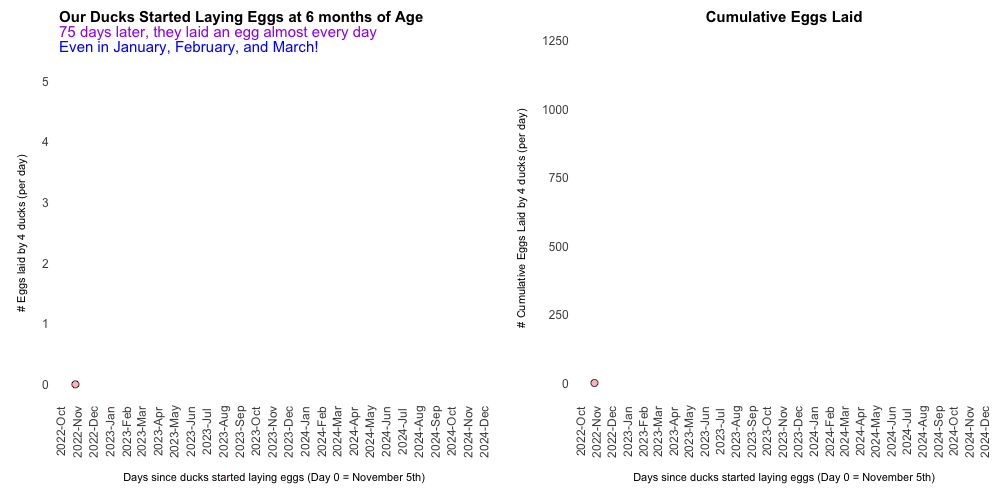 Our Ducks Started Laying Eggs at 6 months of Age
75 days later, they laid an egg almost every day
Even in January, February, and March!
# Eggs laid by 4 ducks (per day)
5
4
3
2
1
0
2022-Oct
2022-Nov
2022-Dec
2023-Jan
2023-Feb
2023-Mar
2023-Apr
2023-May
2023-Jun
2023-Jul
2023-Aug
2023-Sep
2023-Oct
2023-Nov
2023-Dec
2024-Jan
2024-Feb
2024-Mar
2024-Apr
2024-May
2024-Jun
2024-Jul
2024-Aug
2024-Sep
2024-Oct
2024-Nov
2024-Dec
Days since ducks started laying eggs (Day 0 = November 5th)
Cumulative Eggs Laid
# Cumulative Eggs Laid by 4 ducks (per day)
1250
1000
750
500
250
0
2022-Oct
2022-Nov
2022-Dec
2023-Jan
2023-Feb
2023-Mar
2023-Apr
2023-May
2023-Jun
2023-Jul
2023-Aug
2023-Sep
2023-Oct
2023-Nov
2023-Dec
2024-Jan
2024-Feb
2024-Mar
2024-Apr
2024-May
2024-Jun
2024-Jul
2024-Aug
2024-Sep
2024-Oct
2024-Nov
2024-Dec
Days since ducks started laying eggs (Day 0 = November 5th)